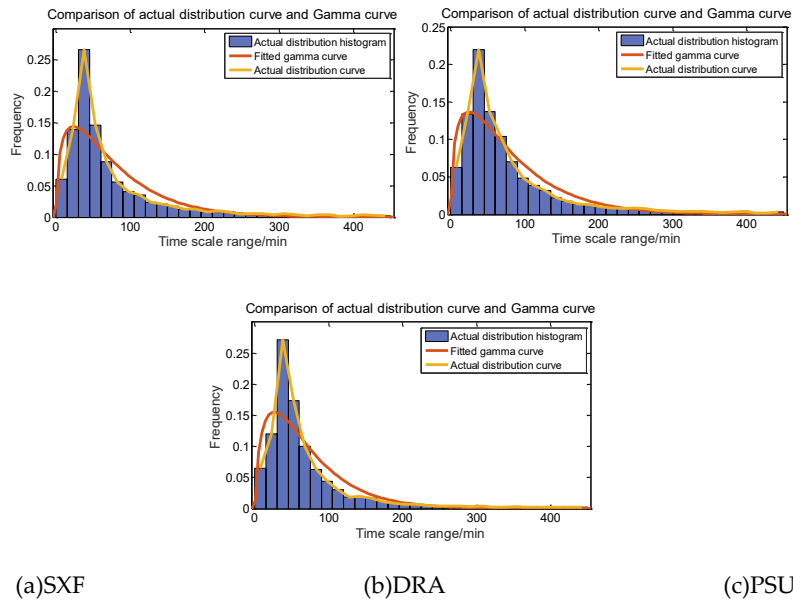 Comparison of actual distribution curve and Gamma curve
Actual distribution histogram
Fitted gamma curve
Actual distribution curve
Frequency
0.25
0.2
0.15
0.1
0.05
0
0 100 200 300 400
Time scale range/min
Comparison of actual distribution curve and Gamma curve
Actual distribution histogram
Fitted gamma curve
Actual distribution curve
Frequency
0.25
0.2
0.15
0.1
0.05
0
0 100 200 300 400
Time scale range/min
Comparison of actual distribution curve and Gamma curve
Actual distribution histogram
Fitted gamma curve
Actual distribution curve
Frequency
0.25
0.2
0.15
0.1
0.05
0
0 100 200 300 400
Time scale range/min
(a)SXF (b)DRA (c)PSU